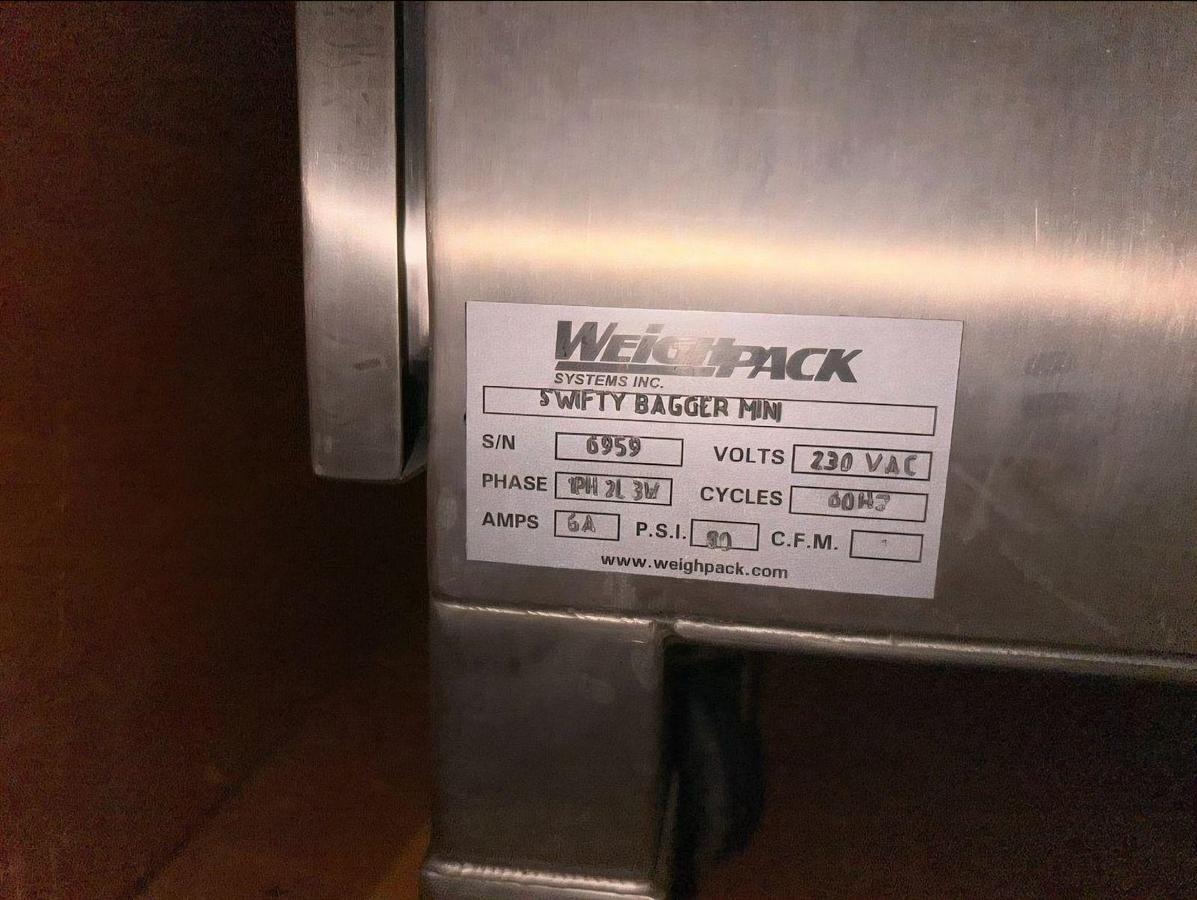 WEIGHPACK
SYSTEMS INC.
SWIFTY BAGGER MINI
S/N 6959 VOLTS 230 VAC
PHASE 1PH 2L 3W CYCLES 60HZ
AMPS 6A P.S.I. C.F.M.
www.weighpack.com